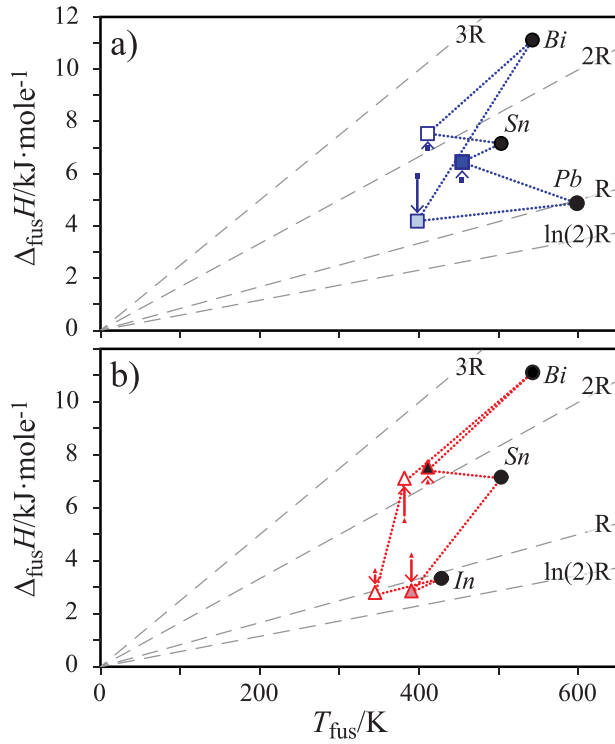 a)
3R
2R
R
ln(2)R
Bi
Sn
Pb
12
10
8
6
4
2
0
Δfus H/kJ·mole⁻¹
b)
3R
2R
R
ln(2)R
Bi
Sn
In
10
8
6
4
2
0
Δfus H/kJ·mole⁻¹
0
200
400
600
Tfus/K